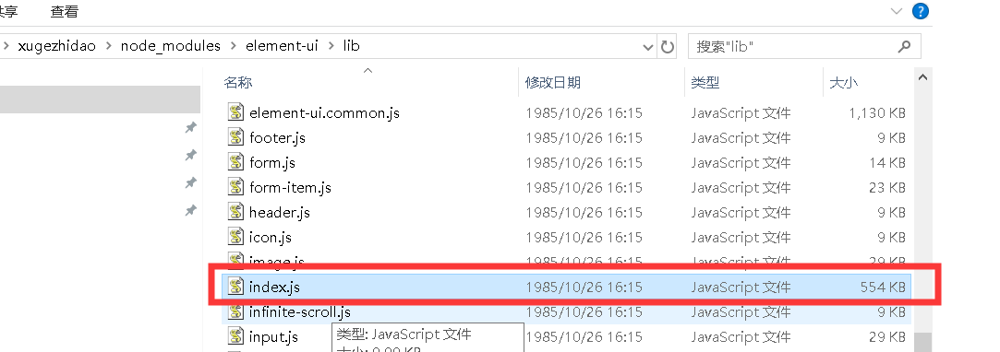 共享 查看
xugezhidao > node_modules > element-ui > lib 搜索"lib"
名称 修改日期 类型 大小
element-ui.common.js 1985/10/26 16:15 JavaScript 文件 1,130 KB
footer.js 1985/10/26 16:15 JavaScript 文件 9 KB
form.js 1985/10/26 16:15 JavaScript 文件 14 KB
form-item.js 1985/10/26 16:15 JavaScript 文件 23 KB
header.js 1985/10/26 16:15 JavaScript 文件 9 KB
icon.js 1985/10/26 16:15 JavaScript 文件 9 KB
image.js 1985/10/26 16:15 JavaScript 文件 29 KB
index.js 1985/10/26 16:15 JavaScript 文件 554 KB
infinite-scroll.js 1985/10/26 16:15 JavaScript 文件 9 KB
input.js 1985/10/26 16:15 JavaScript 文件 29 KB
类型: JavaScript 文件